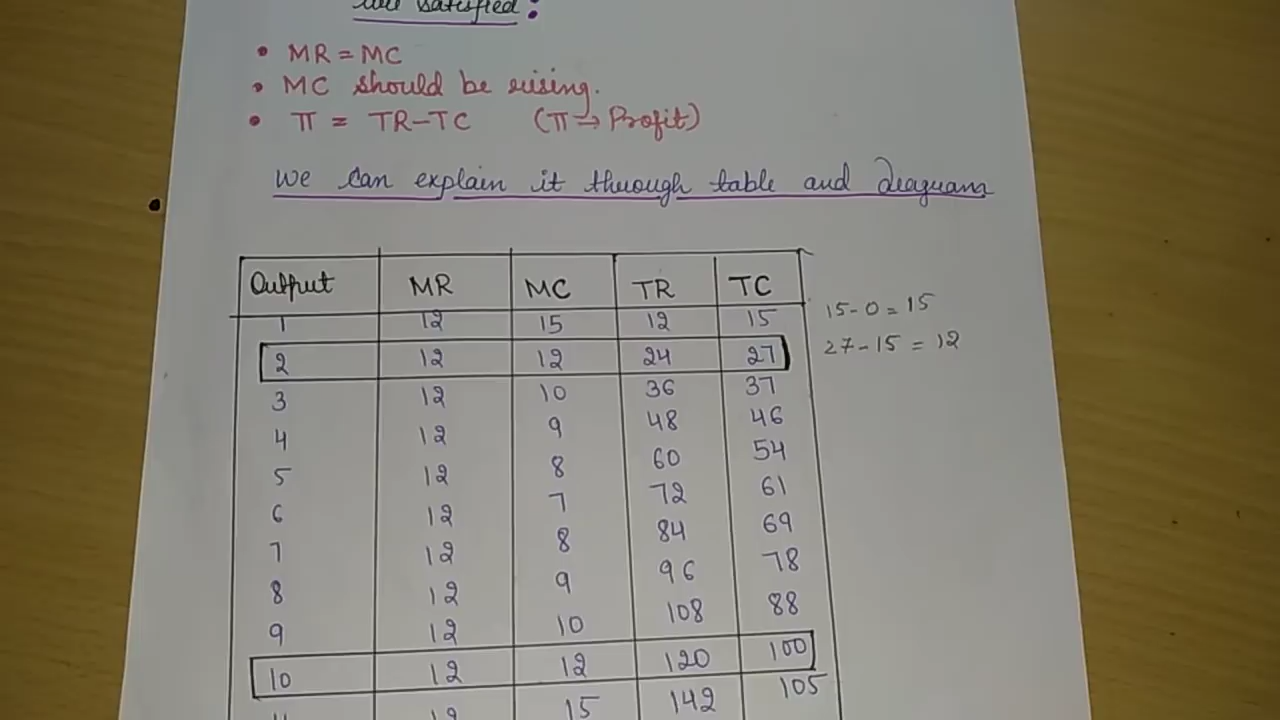 satisfied:
• MR = MC
• MC should be rising.
• π = TR-TC (π → Profit)
We can explain it through table and diagrams
Output MR MC TR TC
1 12 15 12 15
15-0 = 15
2 12 12 24 27
27-15 = 12
3 12 10 36 37
4 12 9 48 46
5 12 8 60 54
6 12 7 72 61
7 12 8 84 69
8 12 9 96 78
9 12 10 108 88
10 12 12 120 100
12 15 142 105